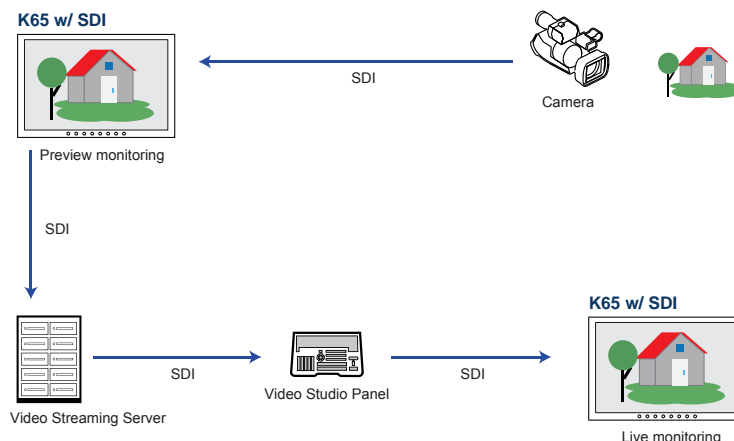 K65 w/ SDI
SDI
Camera
Preview monitoring
SDI
K65 w/ SDI
SDI
Video Studio Panel
SDI
Video Streaming Server
Live monitoring